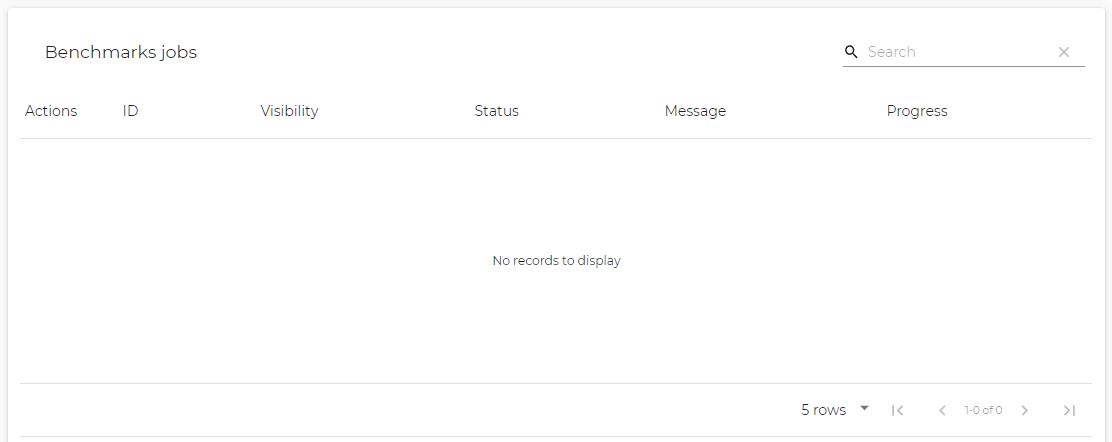 Benchmarks jobs
Search
Actions ID Visibility Status Message Progress
No records to display
5 rows 1-0 of 0